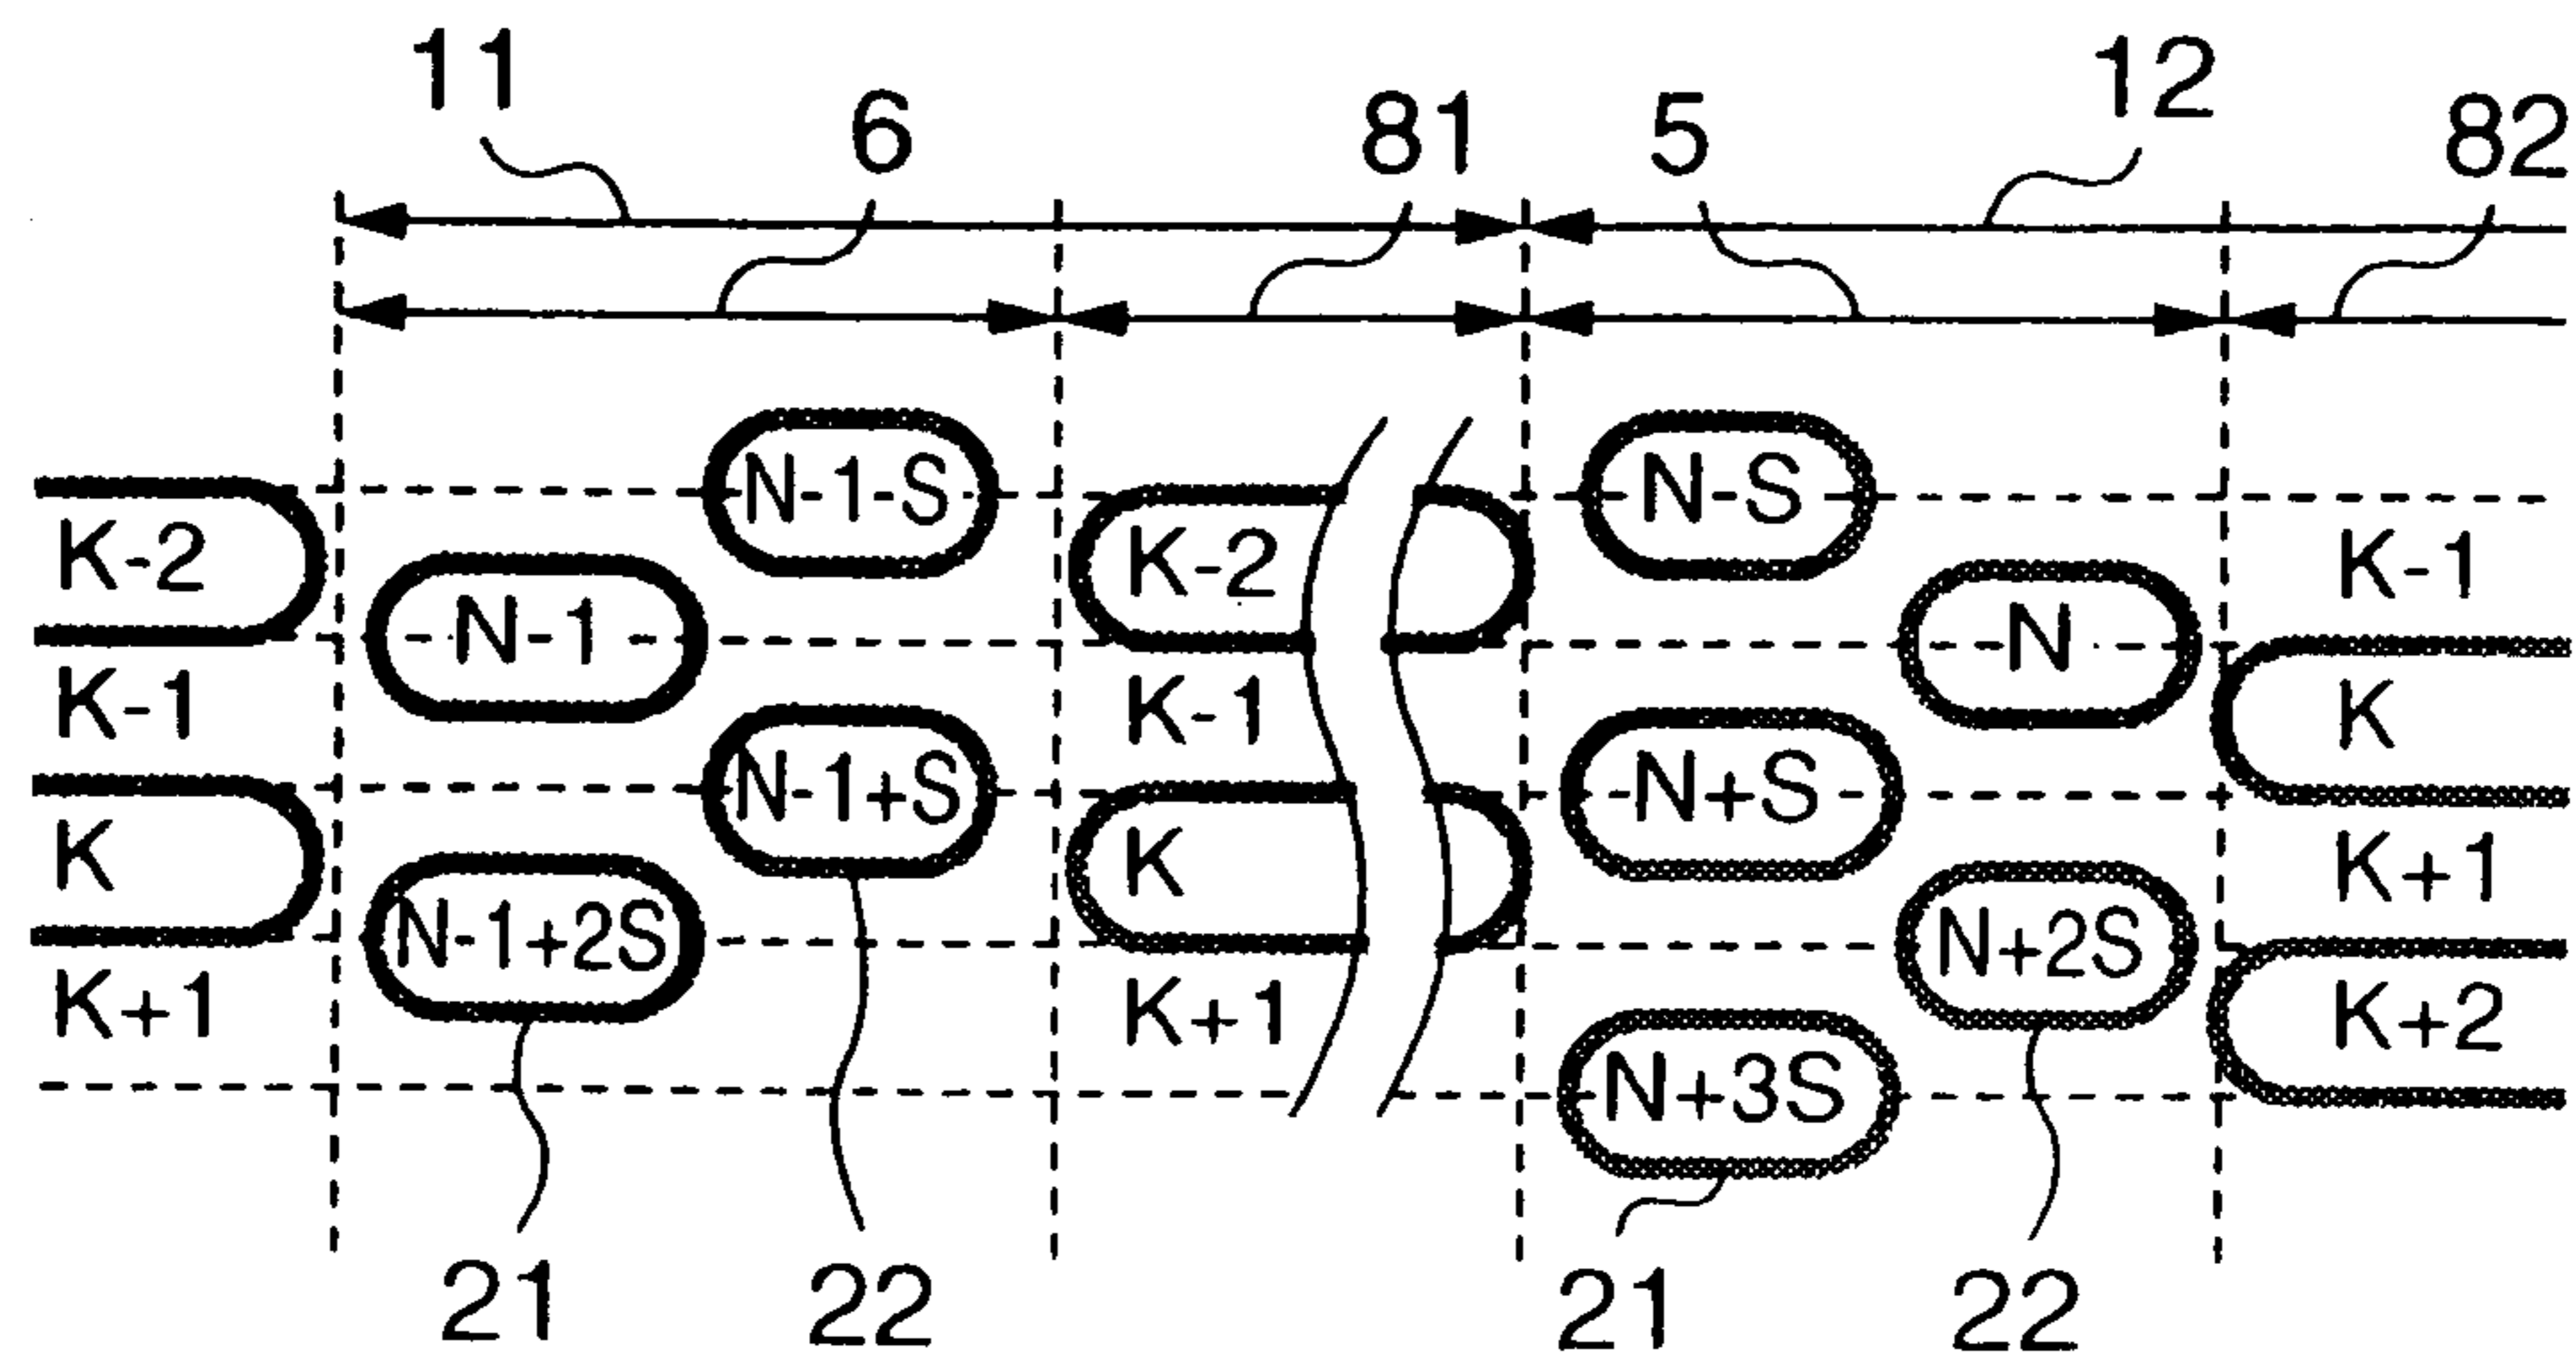 11 6 81 5 12 82
N-1-S N-S
K-2 K-2 K-1
N-1 N
K-1 K-1 K
N-1+S N+S
K K K+1
N-1+2S N+2S
K+1 K+1 K+2
N+3S
21 22 21 22